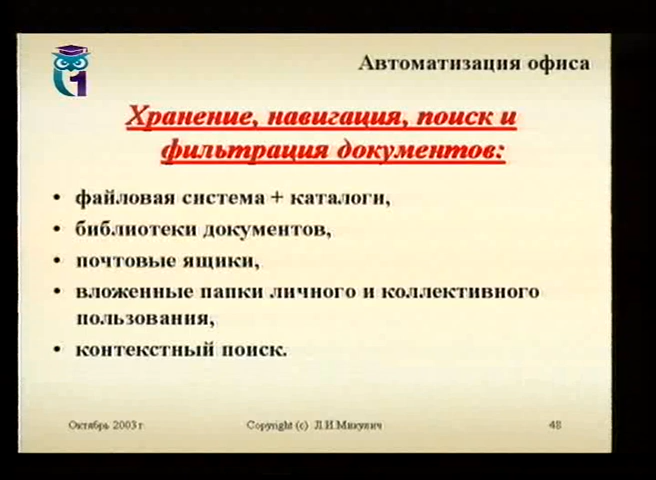 1
Автоматизация офиса
Хранение, навигация, поиск и
фильтрация документов:
• файловая система + каталоги,
• библиотеки документов,
• почтовые ящики,
• вложенные папки личного и коллективного
пользования,
• контекстный поиск.
Октябрь 2003 г
Copyright (c) Л.И.Микулич
48